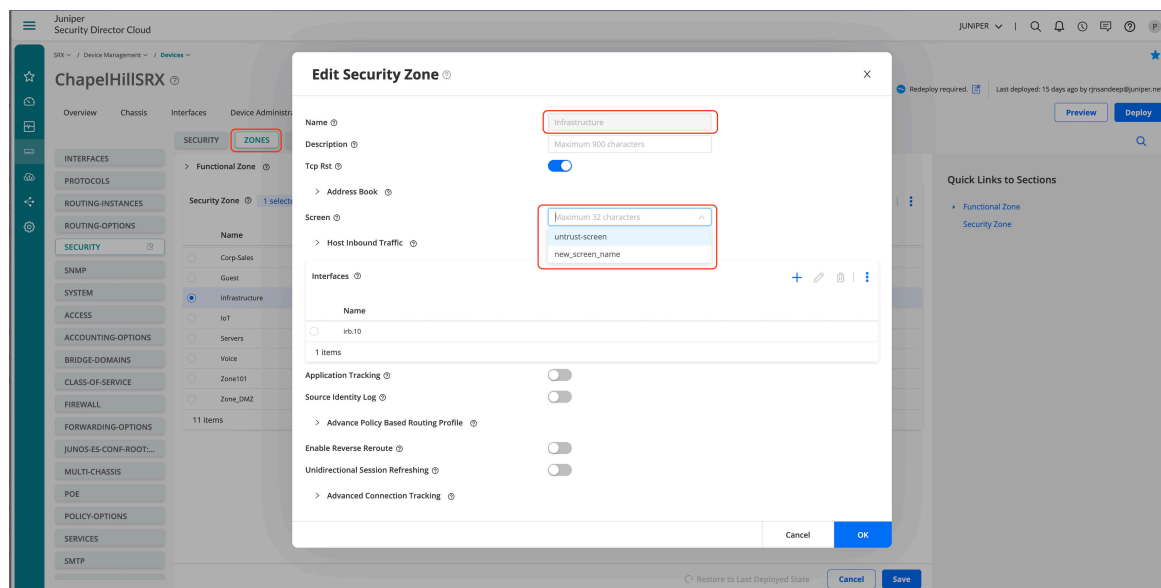 Juniper
Security Director Cloud
JUNIPER
SRX / Device Management / Devices
ChapelHillSRX
Redeploy required.
Last deployed: 15 days ago by rjnsandeep@juniper.net
Overview
Chassis
Interfaces
Device Administra
Preview
Deploy
SECURITY
ZONES
INTERFACES
PROTOCOLS
ROUTING-INSTANCES
ROUTING-OPTIONS
SECURITY
SNMP
SYSTEM
ACCESS
ACCOUNTING-OPTIONS
BRIDGE-DOMAINS
CLASS-OF-SERVICE
FIREWALL
FORWARDING-OPTIONS
JUNOS-ES-CONF-ROOT:...
MULTI-CHASSIS
POE
POLICY-OPTIONS
SERVICES
SMTP
Functional Zone
Security Zone
1 selecte
Name
Corp-Sales
Guest
Infrastructure
IoT
Servers
Voice
Zone101
Zone_DMZ
11 items
Edit Security Zone
Name
Infrastructure
Description
Maximum 900 characters
Tcp Rst
Address Book
Screen
Maximum 32 characters
untrust-screen
new_screen_name
Host Inbound Traffic
Interfaces
Name
irb.10
1 items
Application Tracking
Source Identity Log
Advance Policy Based Routing Profile
Enable Reverse Reroute
Unidirectional Session Refreshing
Advanced Connection Tracking
Cancel
OK
Quick Links to Sections
Functional Zone
Security Zone
Restore to Last Deployed State
Cancel
Save